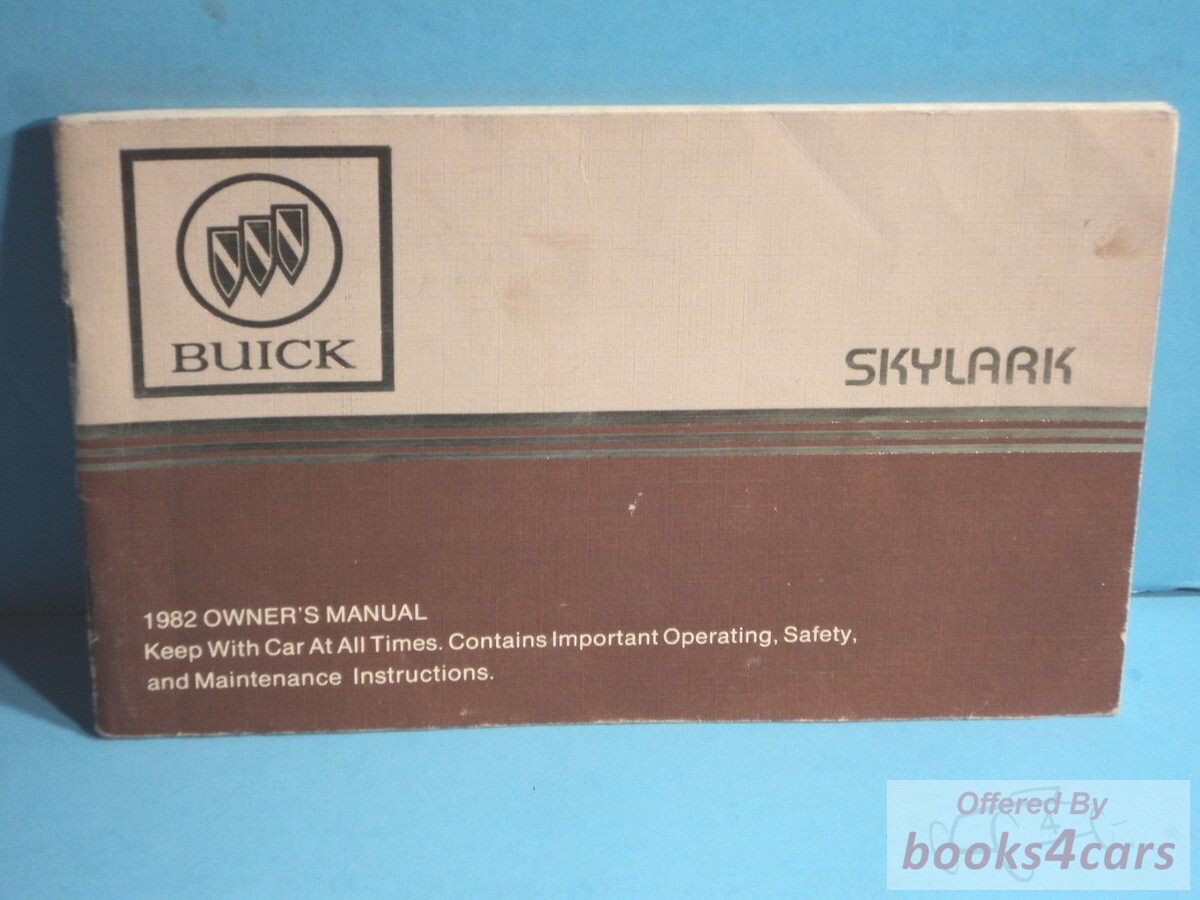 BUICK
SKYLARK
1982 OWNER'S MANUAL
Keep With Car At All Times. Contains Important Operating, Safety,
and Maintenance Instructions.
Offered By
books4cars